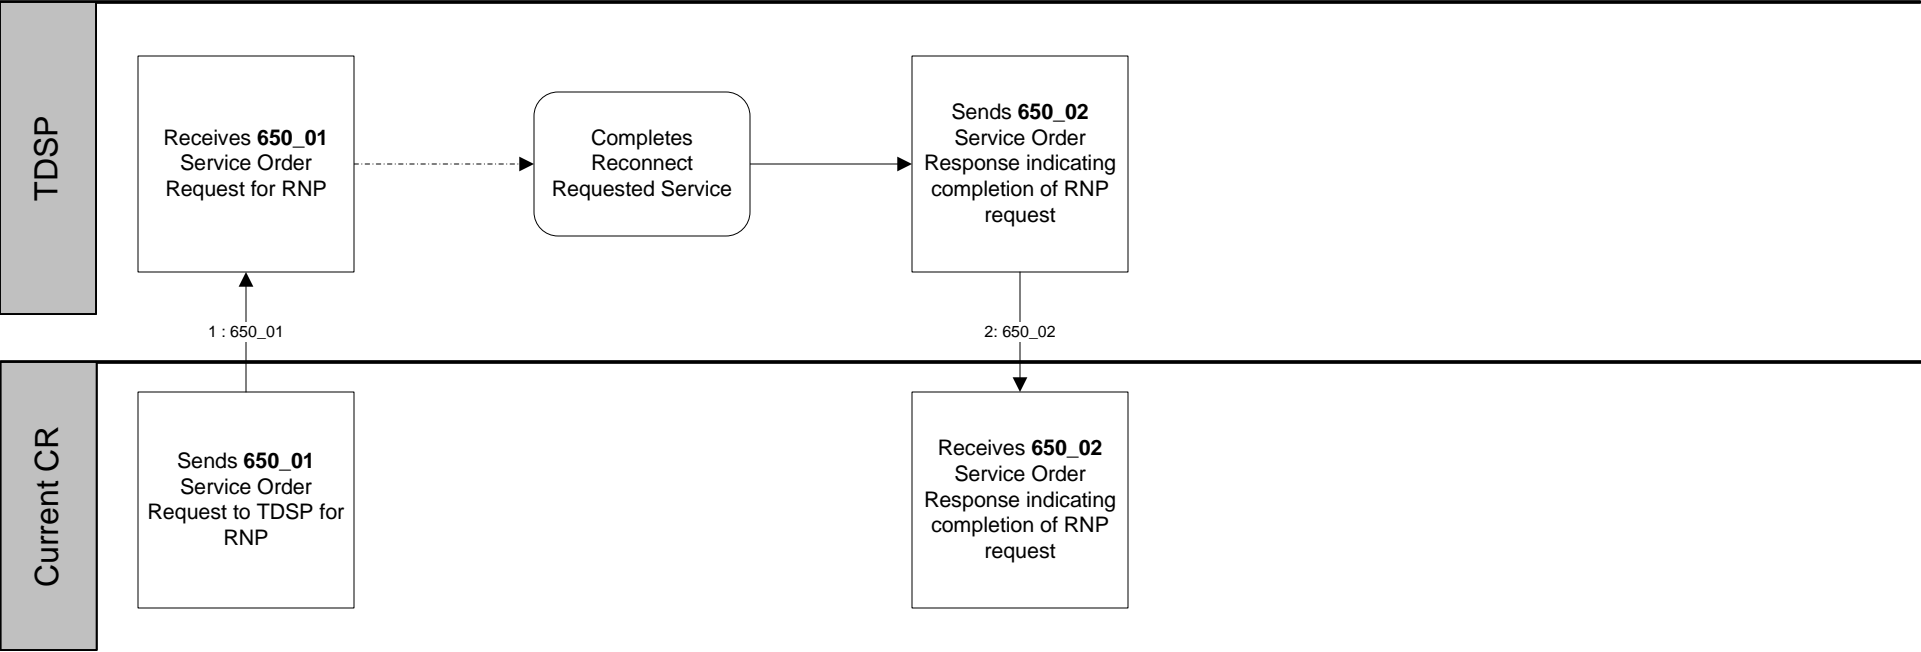 TDSP
Receives 650_01
Service Order
Request for RNP
Completes
Reconnect
Requested Service
Sends 650_02
Service Order
Response indicating
completion of RNP
request
1 : 650_01
2: 650_02
Current CR
Sends 650_01
Service Order
Request to TDSP for
RNP
Receives 650_02
Service Order
Response indicating
completion of RNP
request